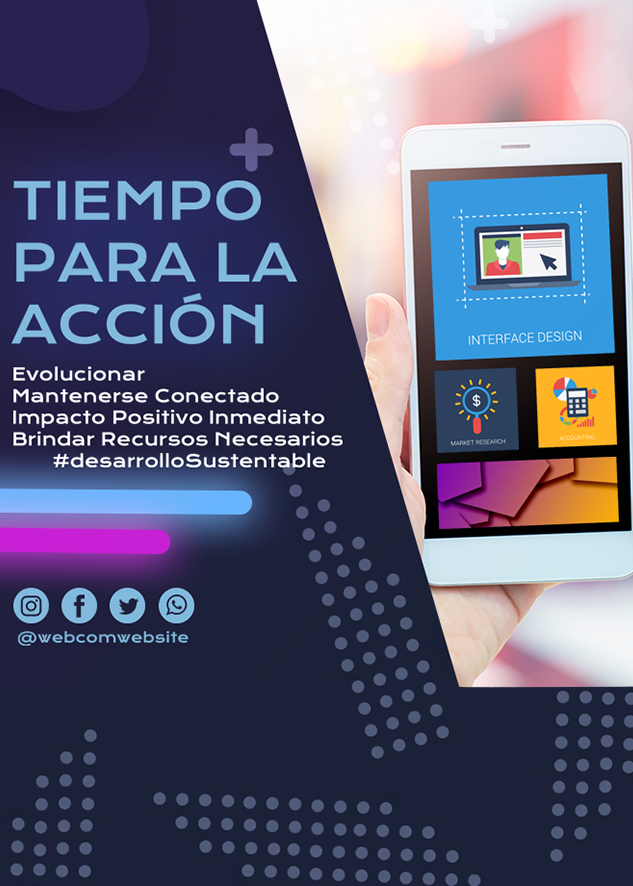 TIEMPO
PARA LA
ACCIÓN
Evolucionar
Mantenerse Conectado
Impacto Positivo Inmediato
Brindar Recursos Necesarios
#desarrolloSustentable
@webcomwebsite
INTERFACE DESIGN
MARKET RESEARCH
ACCOUNTING